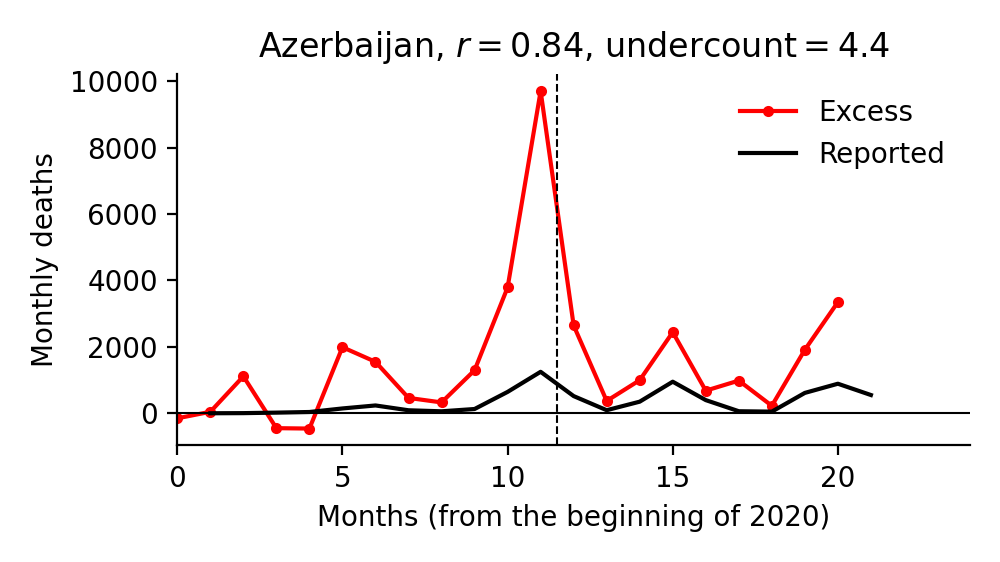 Azerbaijan, r = 0.84, undercount = 4.4
10000
8000
6000
4000
2000
0
Monthly deaths
Excess
Reported
0 5 10 15 20
Months (from the beginning of 2020)